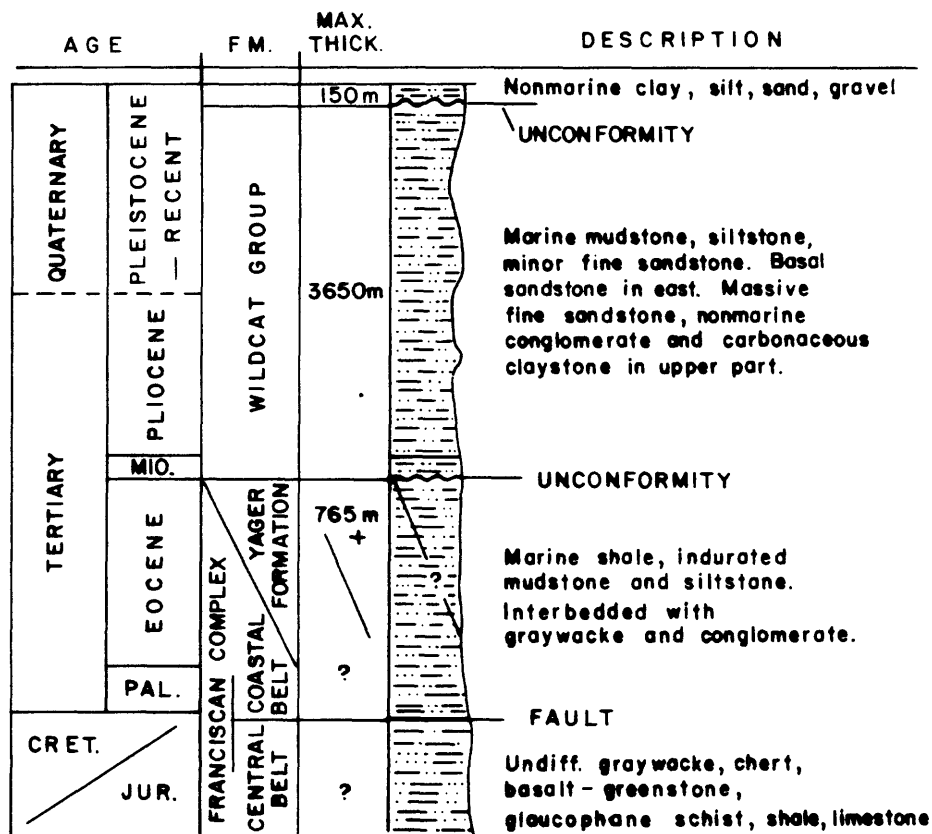 MAX.
AGE FM. THICK. DESCRIPTION
150m
Nonmarine clay, silt, sand, gravel
UNCONFORMITY
QUATERNARY
PLEISTOCENE
— RECENT
WILDCAT GROUP
3650m
Marine mudstone, siltstone,
minor fine sandstone. Basal
sandstone in east. Massive
fine sandstone, nonmarine
conglomerate and carbonaceous
claystone in upper part.
TERTIARY
PLIOCENE
MIO.
UNCONFORMITY
EOCENE
YAGER
FORMATION
765 m
+
?
Marine shale, indurated
mudstone and siltstane.
Interbedded with
graywacke and conglomerate.
PAL.
FRANCISCAN COMPLEX
COASTAL
BELT
?
FAULT
CRET.
JUR.
CENTRAL
BELT
?
Undiff. graywacke, chert,
basalt - greenstone,
glaucophane schist, shale, limestone